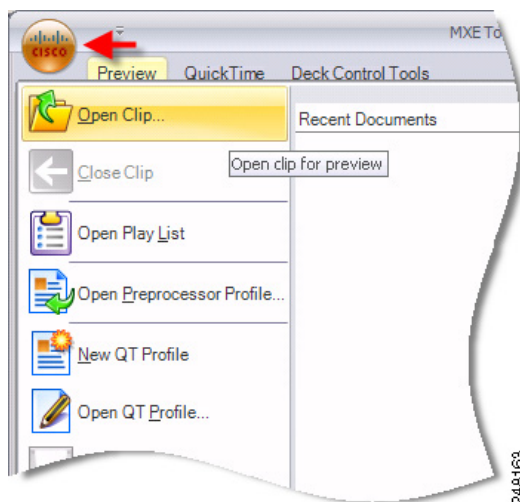 CISCO
MXE To
Preview QuickTime Deck Control Tools
Open Clip...
Recent Documents
Open clip for preview
Close Clip
Open Play List
Open Preprocessor Profile...
New QT Profile
Open QT Profile...